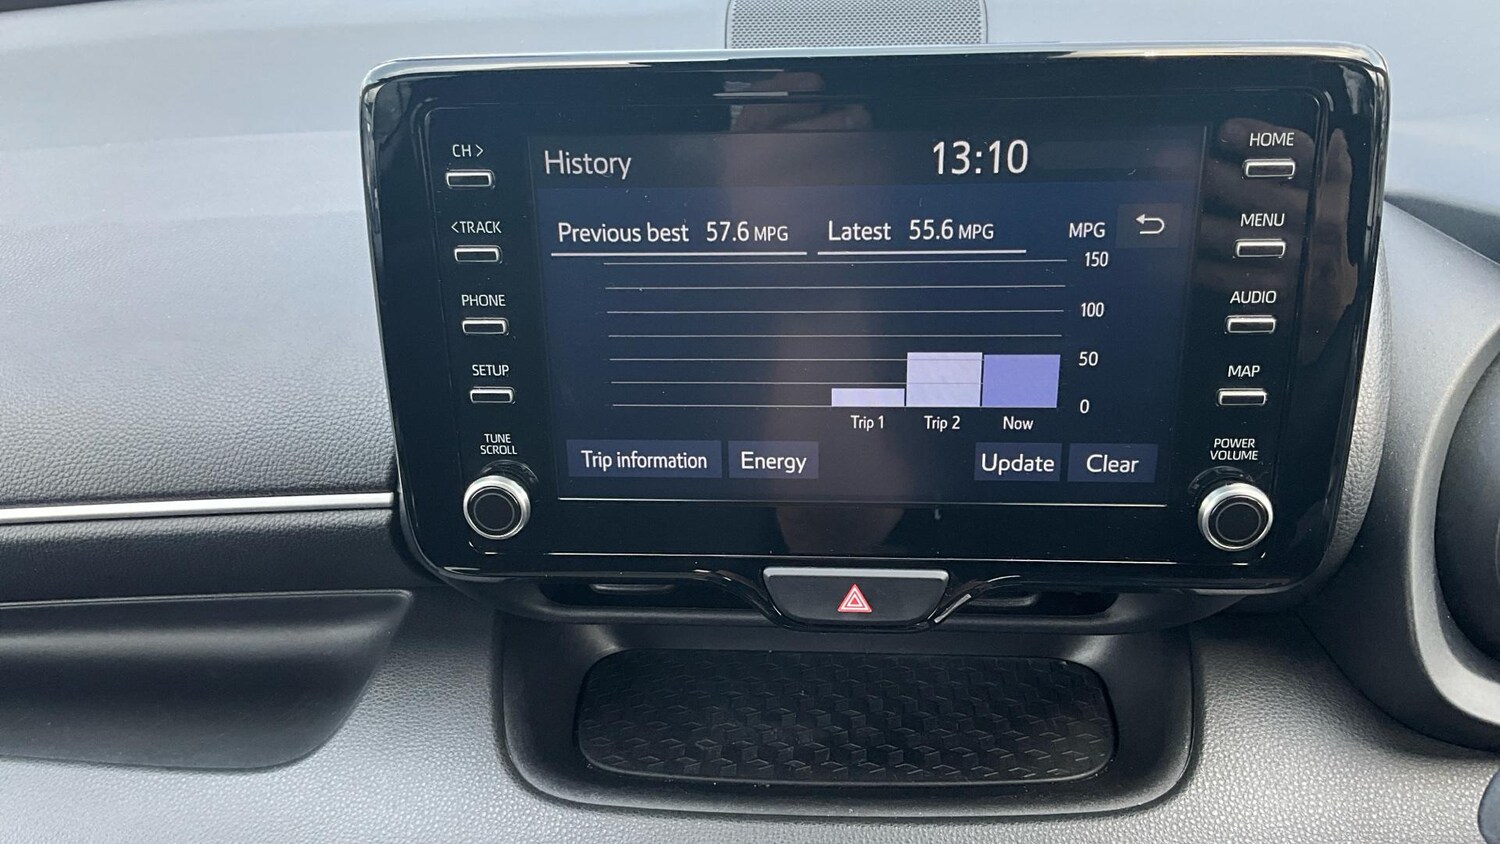 CH >
<TRACK
PHONE
SETUP
TUNE
SCROLL
History
13:10
Previous best 57.6 MPG
Latest 55.6 MPG
MPG
150
100
50
0
Trip 1
Trip 2
Now
Trip information
Energy
Update
Clear
HOME
MENU
AUDIO
MAP
POWER
VOLUME